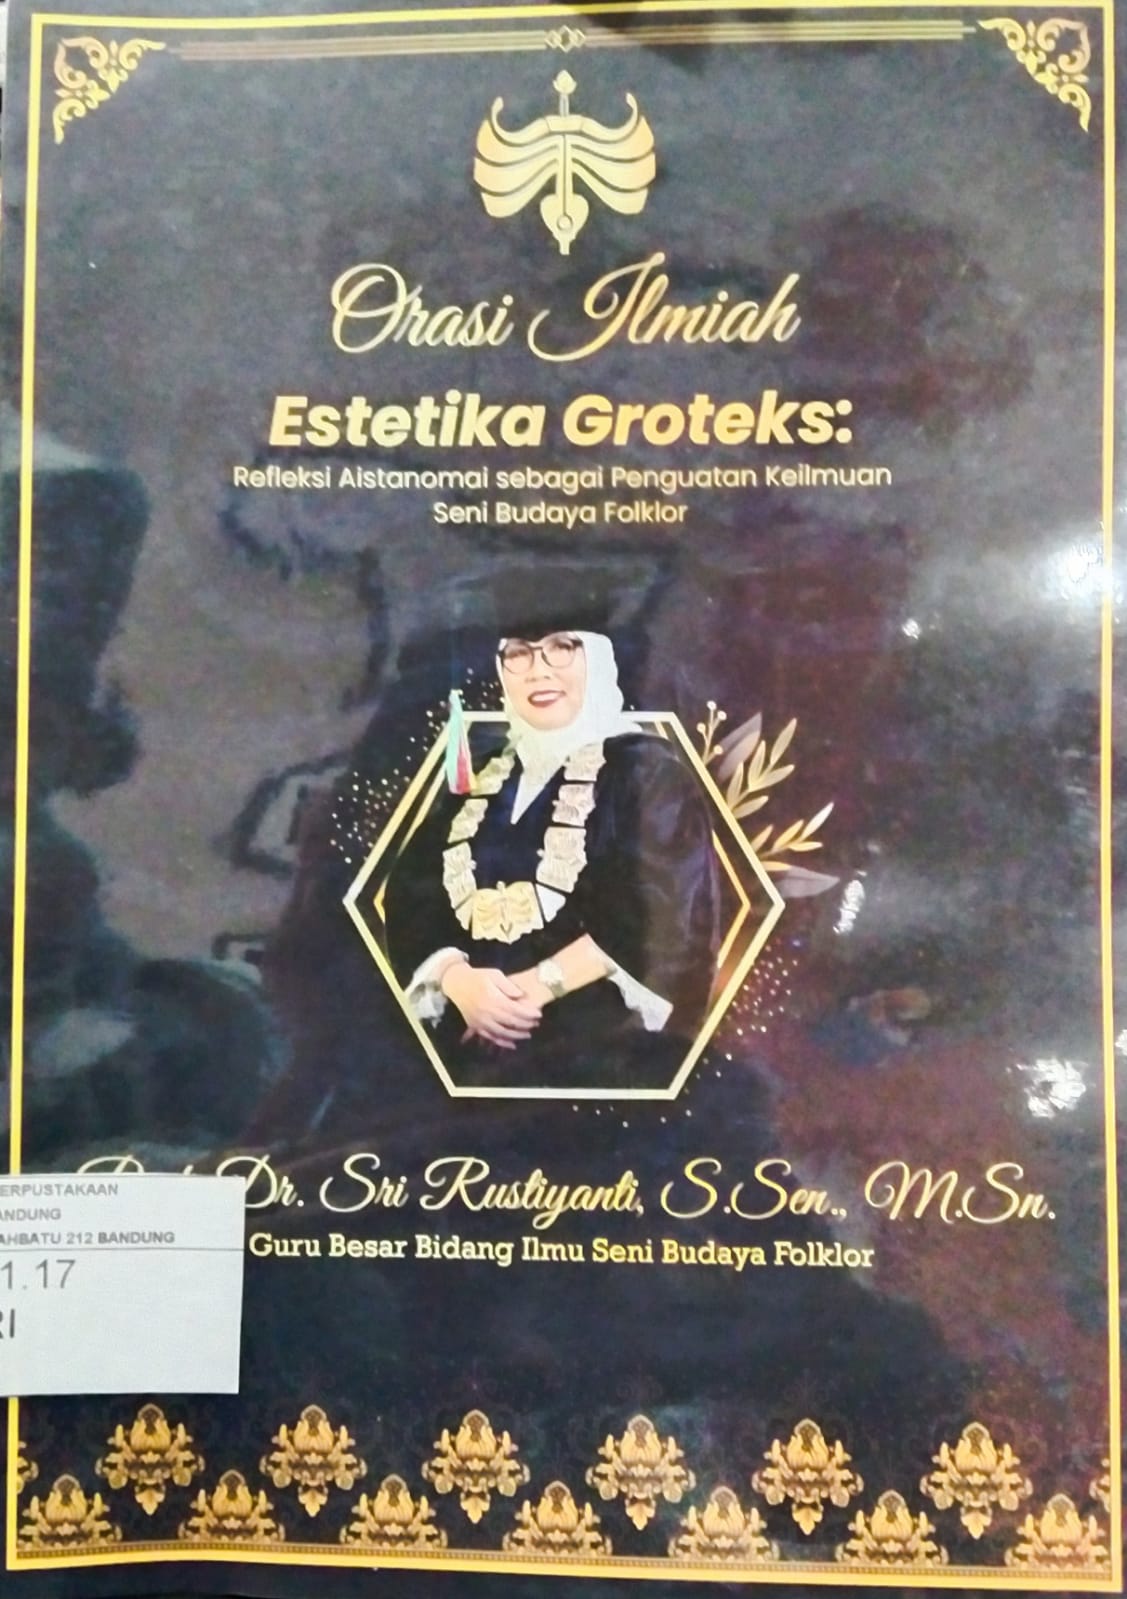 Orasi Ilmiah
Estetika Groteks:
Refleksi Aistanomai sebagai Penguatan Keilmuan
Seni Budaya Folklor
Dr. Sri Rustiyanti, S.Sen., M.Sn.
Guru Besar Bidang Ilmu Seni Budaya Folklor
ERPUSTAKAAN
ANDUNG
AHBATU 212 BANDUNG
1.17
RI